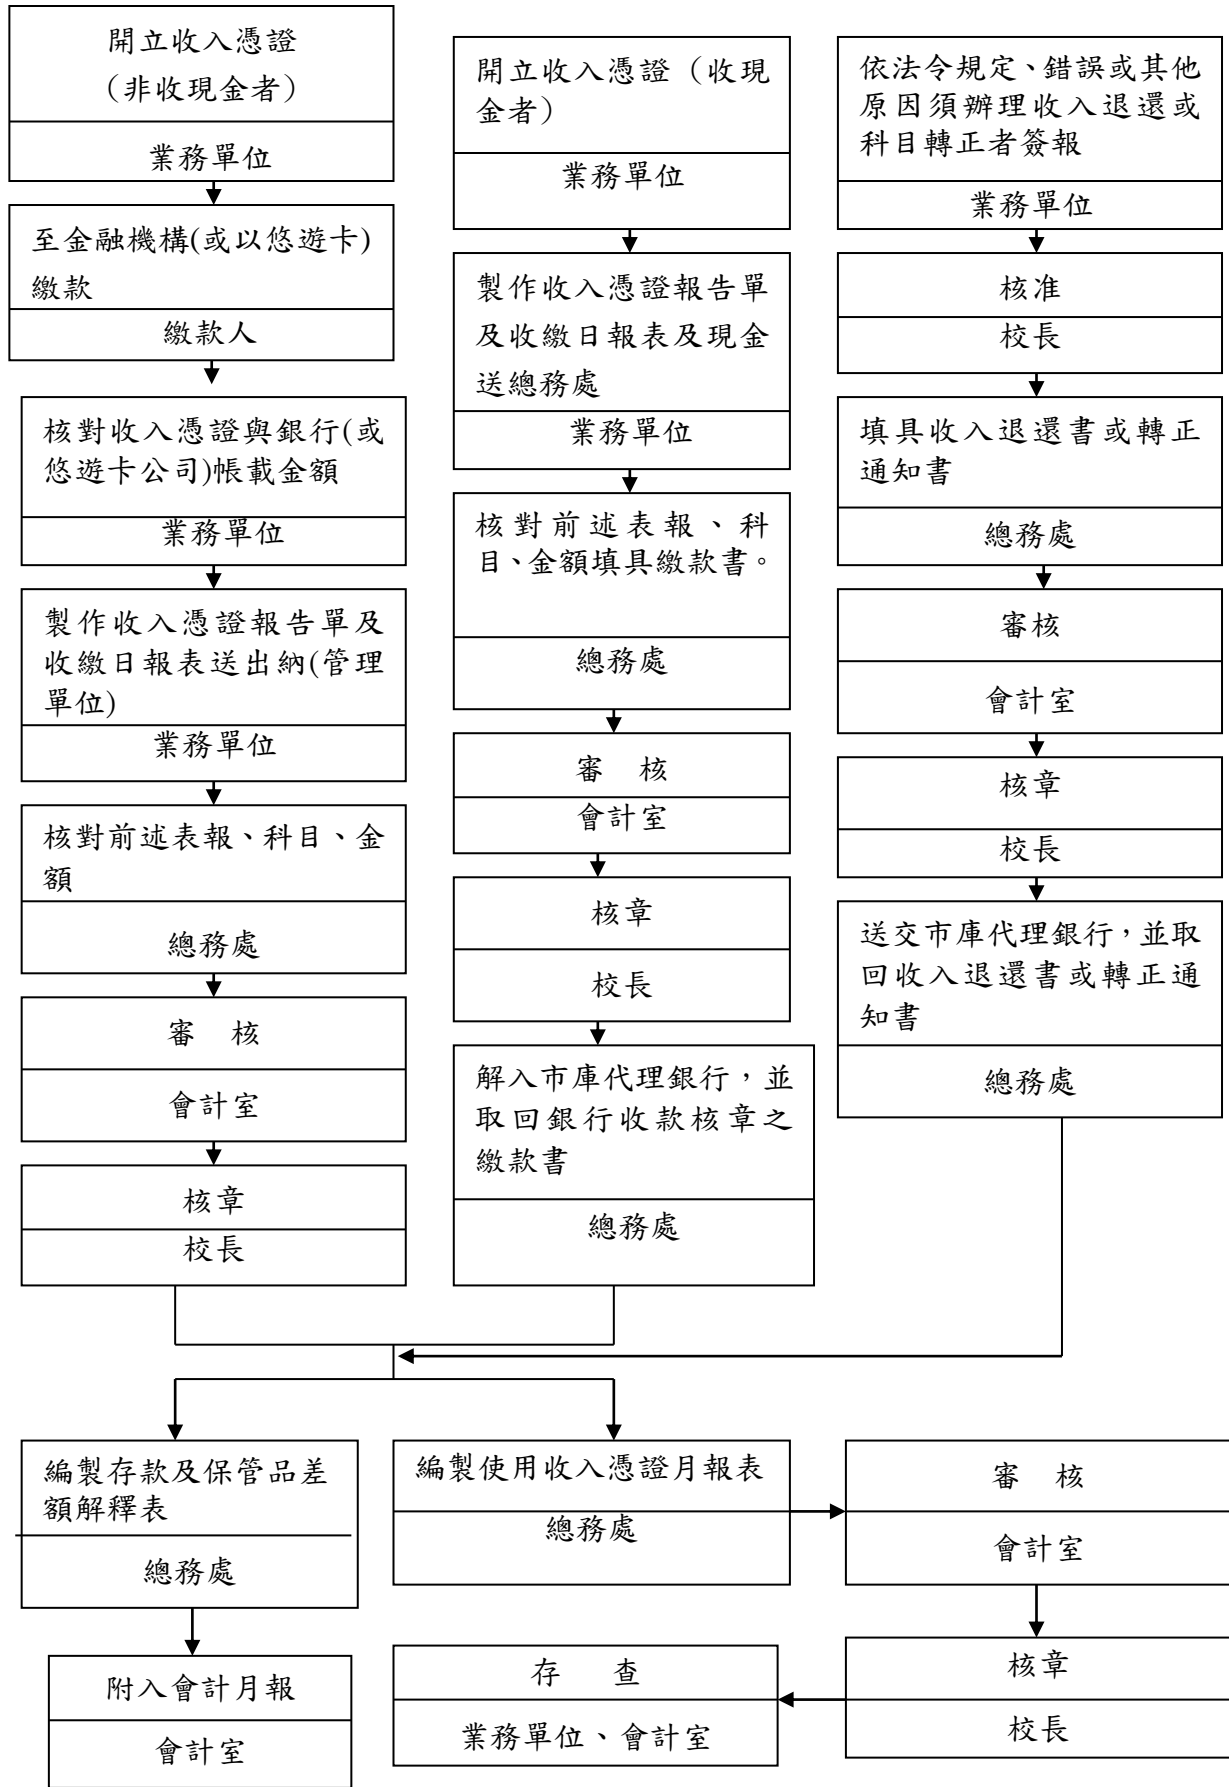 開立收入憑證
（非收現金者）
業務單位
至金融機構(或以悠遊卡)
繳款
繳款人
核對收入憑證與銀行(或
悠遊卡公司)帳載金額
業務單位
製作收入憑證報告單及
收繳日報表送出納(管理
單位)
業務單位
核對前述表報、科目、金
額
總務處
審　核
會計室
核章
校長
開立收入憑證（收現
金者）
業務單位
製作收入憑證報告單
及收繳日報表及現金
送總務處
業務單位
核對前述表報、科
目、金額填具繳款書。
總務處
審　核
會計室
核章
校長
解入市庫代理銀行，並
取回銀行收款核章之
繳款書
總務處
依法令規定、錯誤或其他
原因須辦理收入退還或
科目轉正者簽報
業務單位
核准
校長
填具收入退還書或轉正
通知書
總務處
審核
會計室
核章
校長
送交市庫代理銀行，並取
回收入退還書或轉正通
知書
總務處
編製存款及保管品差
額解釋表
總務處
附入會計月報
會計室
編製使用收入憑證月報表
總務處
審　核
會計室
核章
校長
存　查
業務單位、會計室